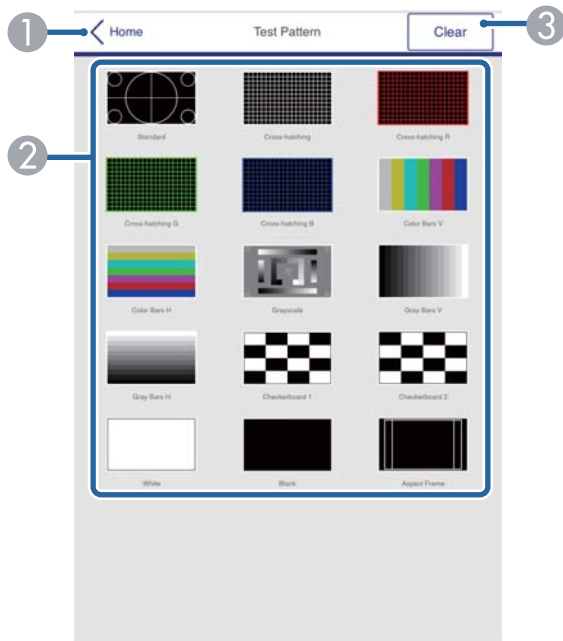 1 Home Test Pattern Clear 3
2
Standard Cross-hatching Cross-hatching R
Cross-hatching G Cross-hatching B Color Bars V
Color Bars H Grayscale Gray Bars V
Gray Bars H Checkerboard 1 Checkerboard 2
White Black Aspect Frame